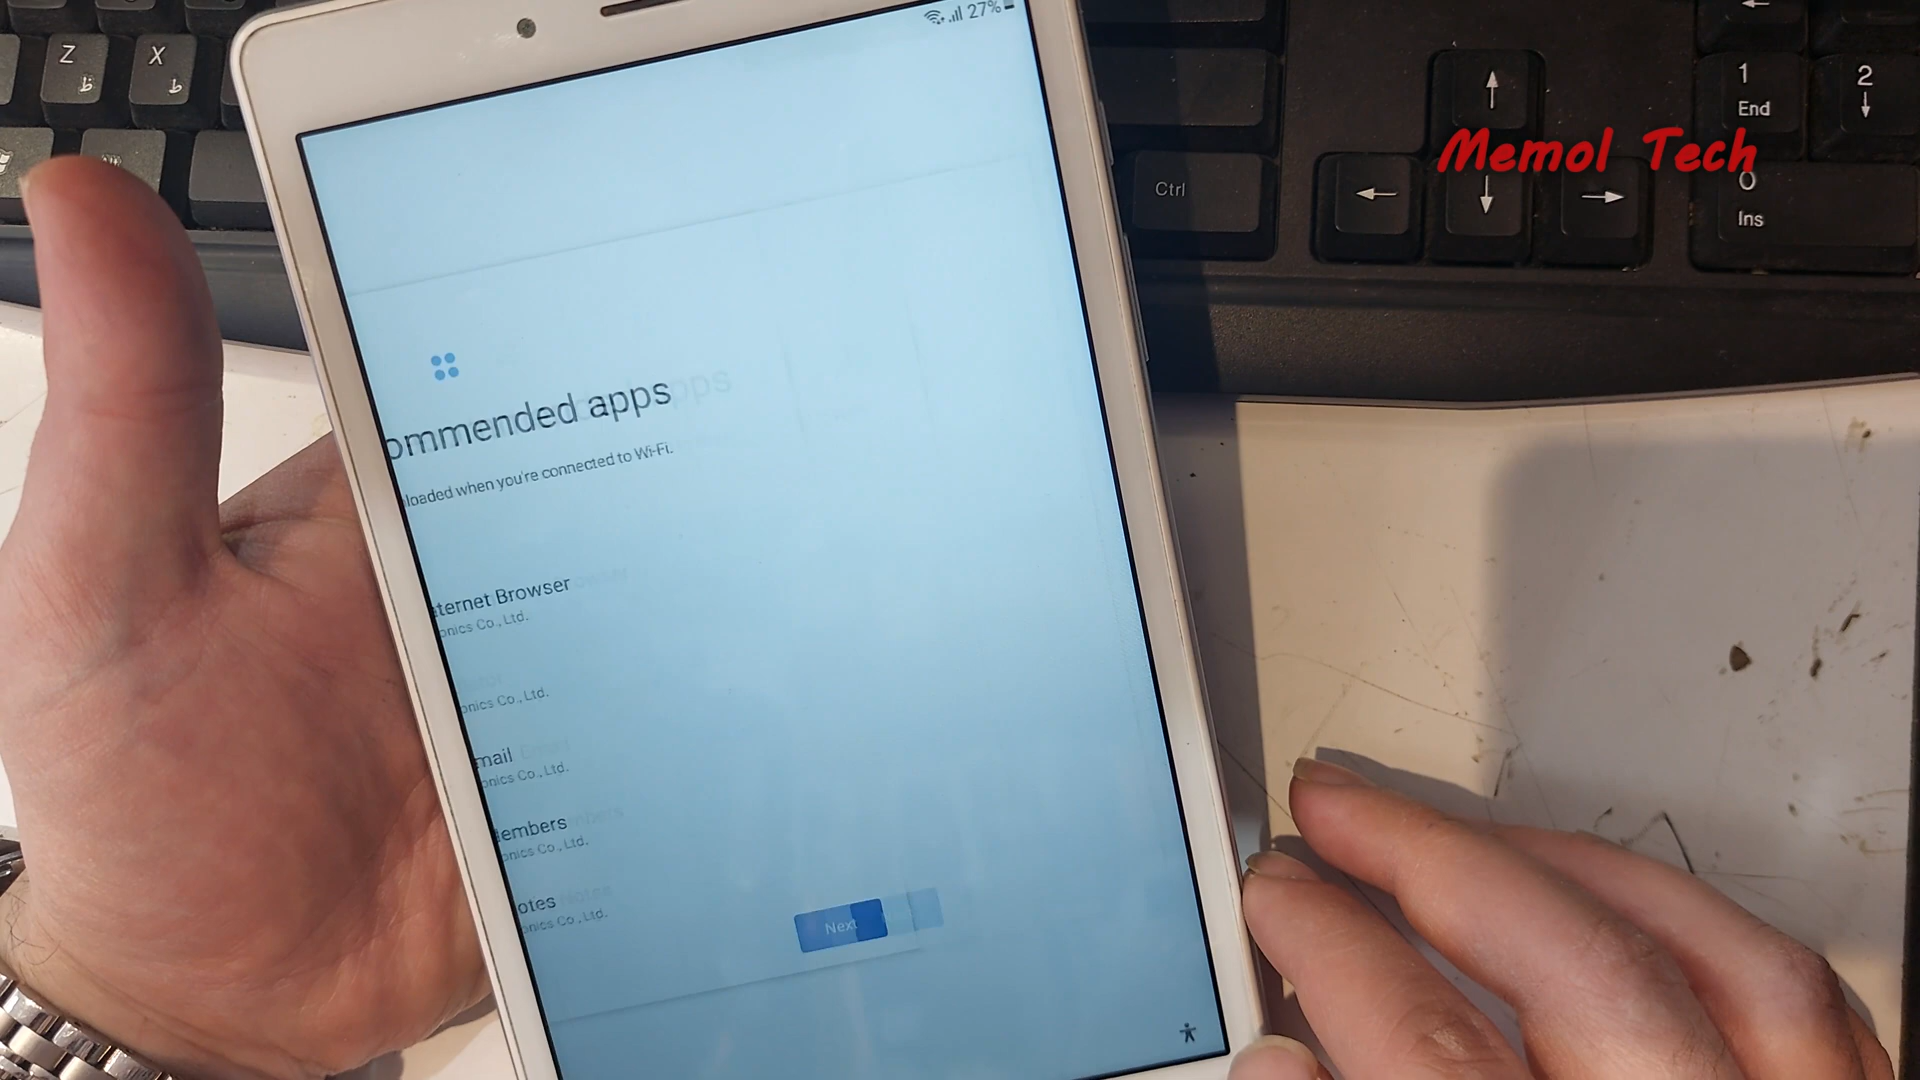 27%
Memol Tech
Z
ظ
X
ط
1
End
2
Ctrl
0
Ins
ommended apps
loaded when you're connected to Wi-Fi.
ternet Browser
onics Co., Ltd.
onics Co., Ltd.
mail
onics Co., Ltd.
embers
onics Co., Ltd.
otes
onics Co., Ltd.
Next